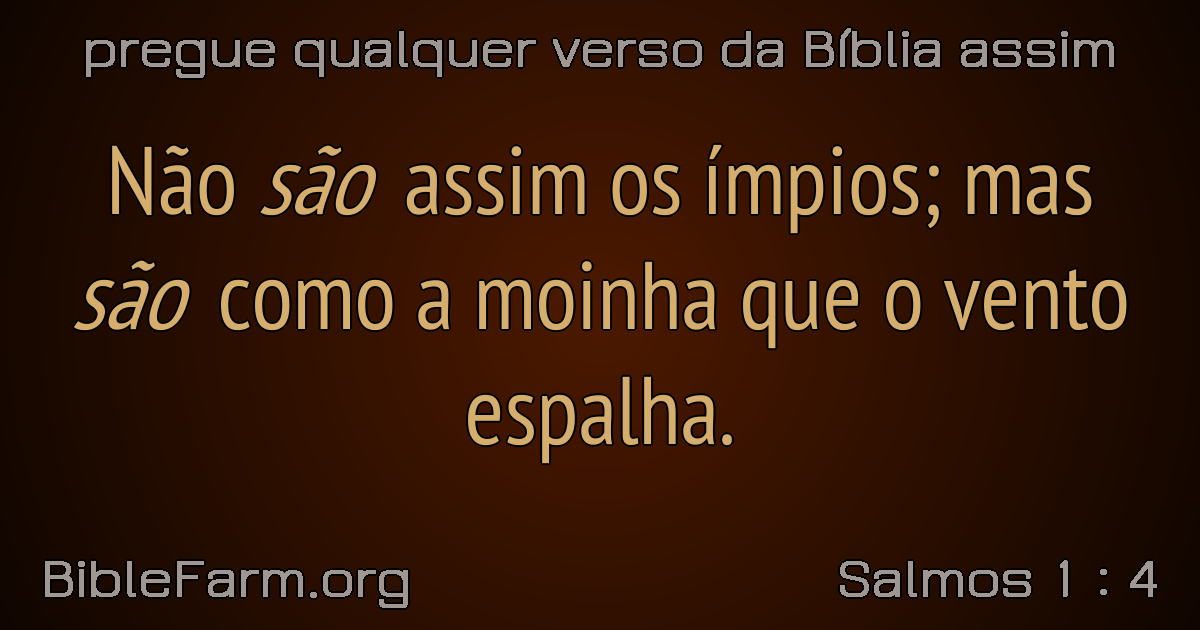 pregue qualquer verso da Bíblia assim
Não são assim os ímpios; mas
são como a moinha que o vento
espalha.
BibleFarm.org
Salmos 1 : 4